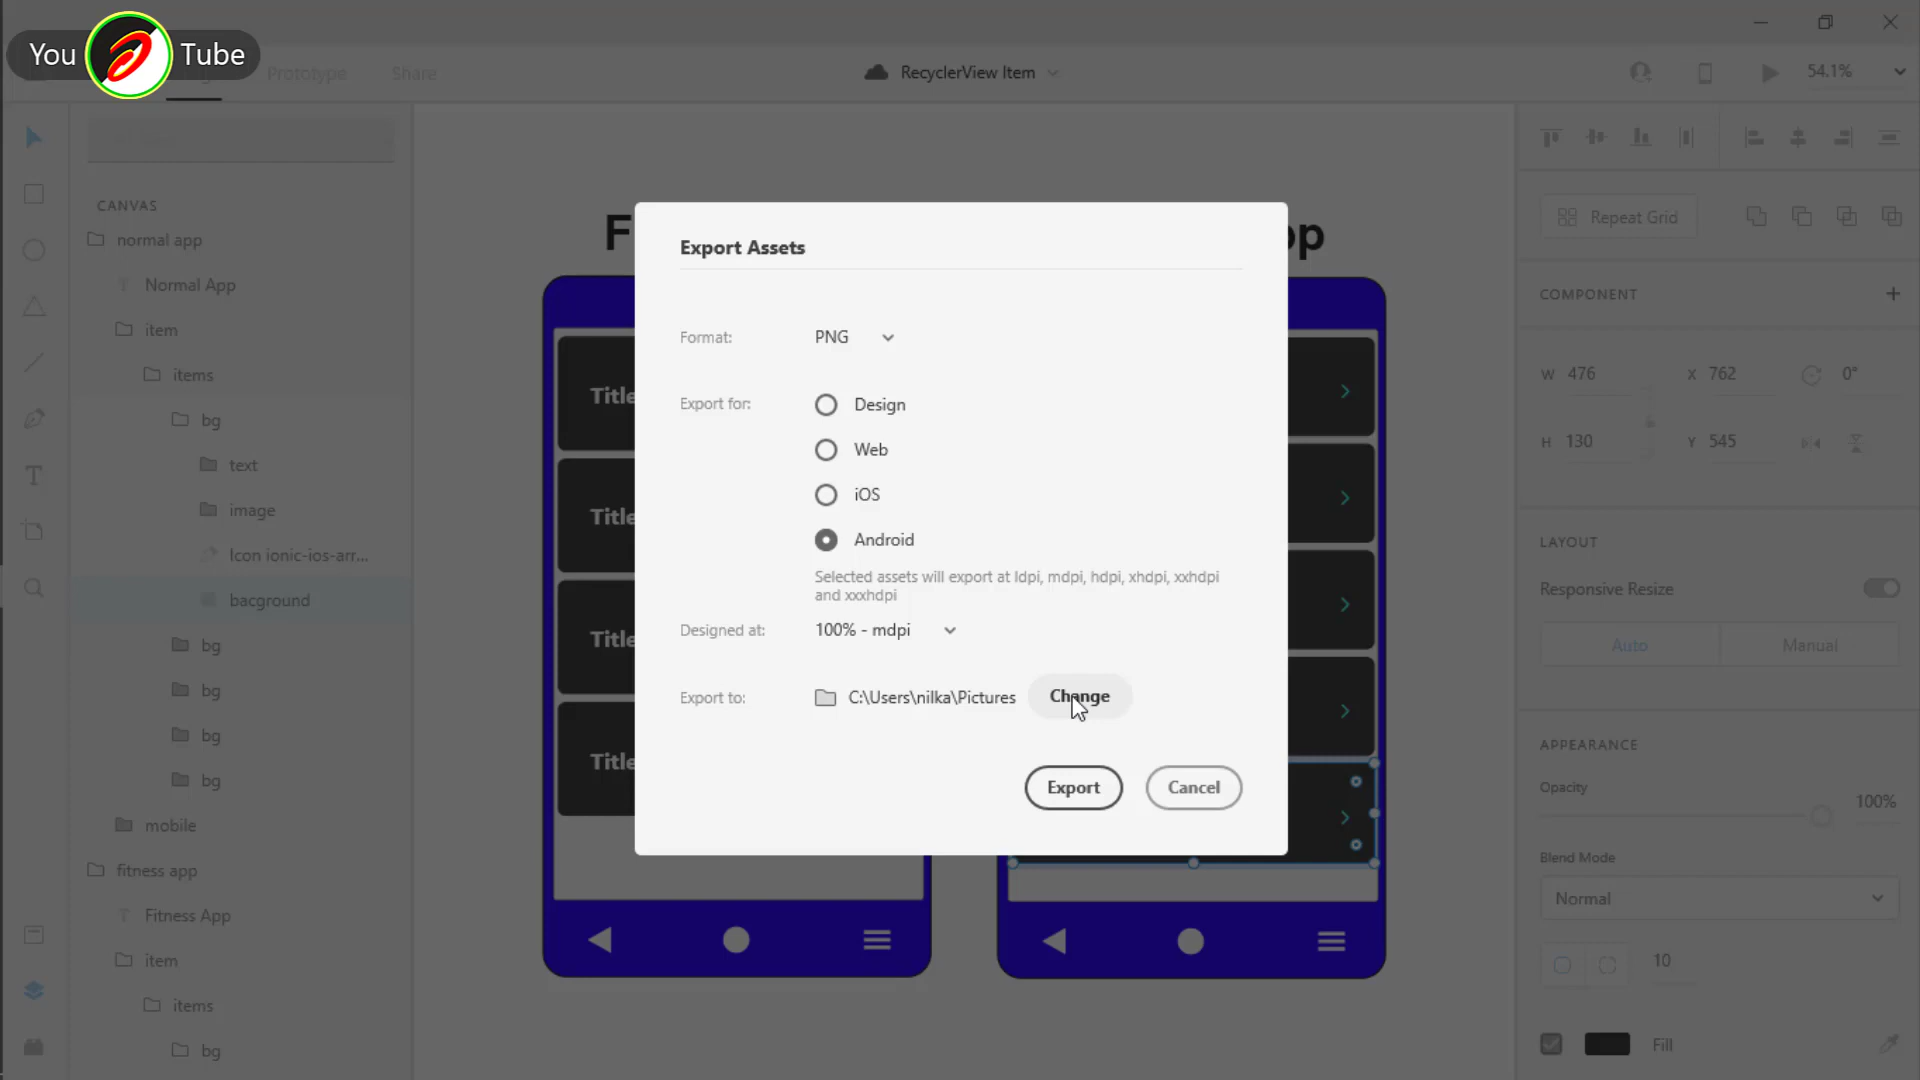 You Tube
Prototype
Share
RecyclerView Item
54.1%
CANVAS
normal app
Normal App
item
items
bg
text
image
Icon ionic-ios-arr...
bacground
bg
bg
bg
bg
mobile
fitness app
Fitness App
item
items
bg
F
pp
Title
Title
Title
Title
Export Assets
Format:
PNG
Export for:
Design
Web
iOS
Android
Selected assets will export at ldpi, mdpi, hdpi, xhdpi, xxhdpi
and xxxhdpi
Designed at:
100% - mdpi
Export to:
C:\Users\nilka\Pictures
Change
Export
Cancel
Repeat Grid
COMPONENT
W 476
X 762
0°
H 130
Y 545
LAYOUT
Responsive Resize
Auto
Manual
APPEARANCE
Opacity
100%
Blend Mode
Normal
10
Fill